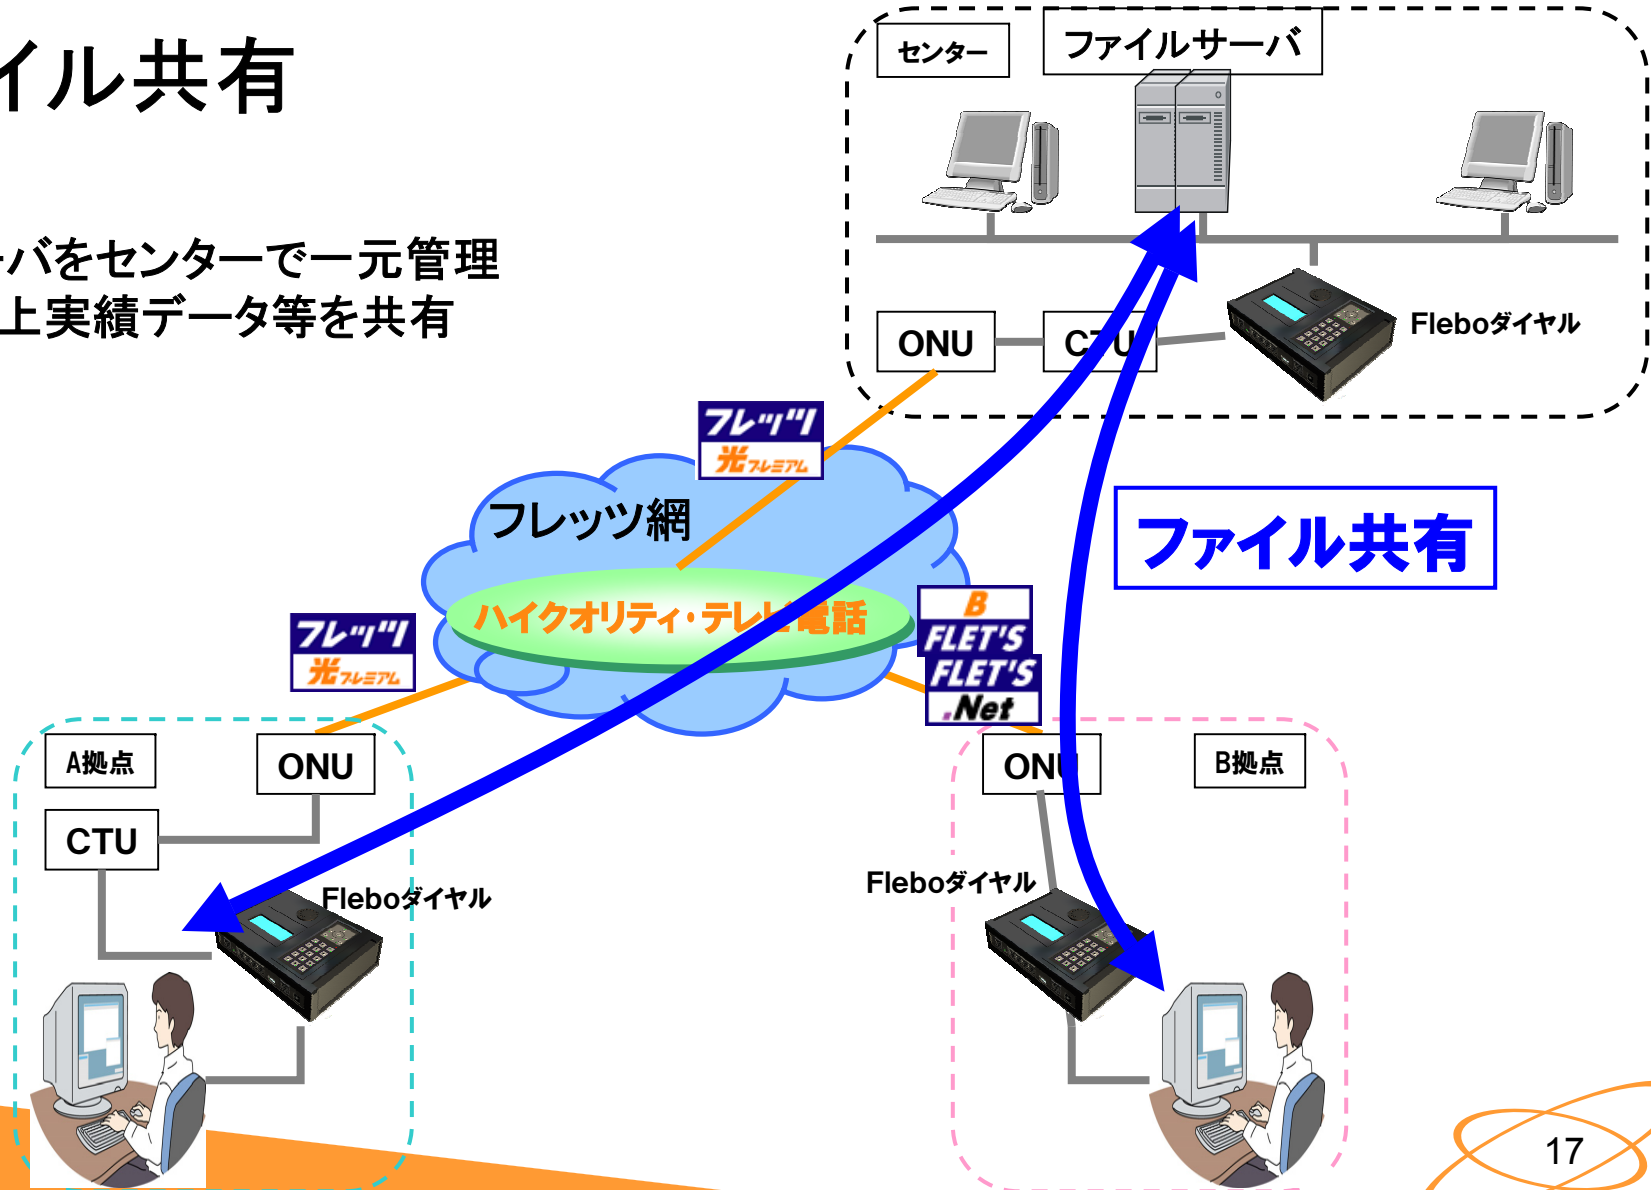 イル共有
バをセンターで一元管理
上実績データ等を共有
センター
ファイルサーバ
ONU
CTU
Fleboダイヤル
フレッツ
光プレミアム
フレッツ網
ハイクオリティ・テレビ電話
ファイル共有
フレッツ
光プレミアム
B
FLET'S
FLET'S
.Net
A拠点
ONU
CTU
Fleboダイヤル
ONU
B拠点
Fleboダイヤル
17